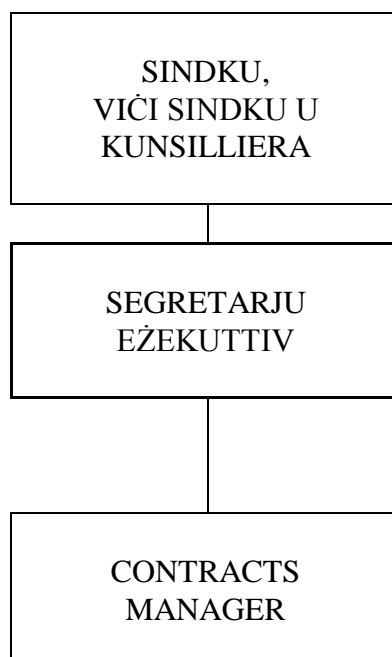 SINDKU,
VIĊI SINDKU U
KUNSILLIERA
SEGRETARJU
EŻEKUTTIV
CONTRACTS
MANAGER